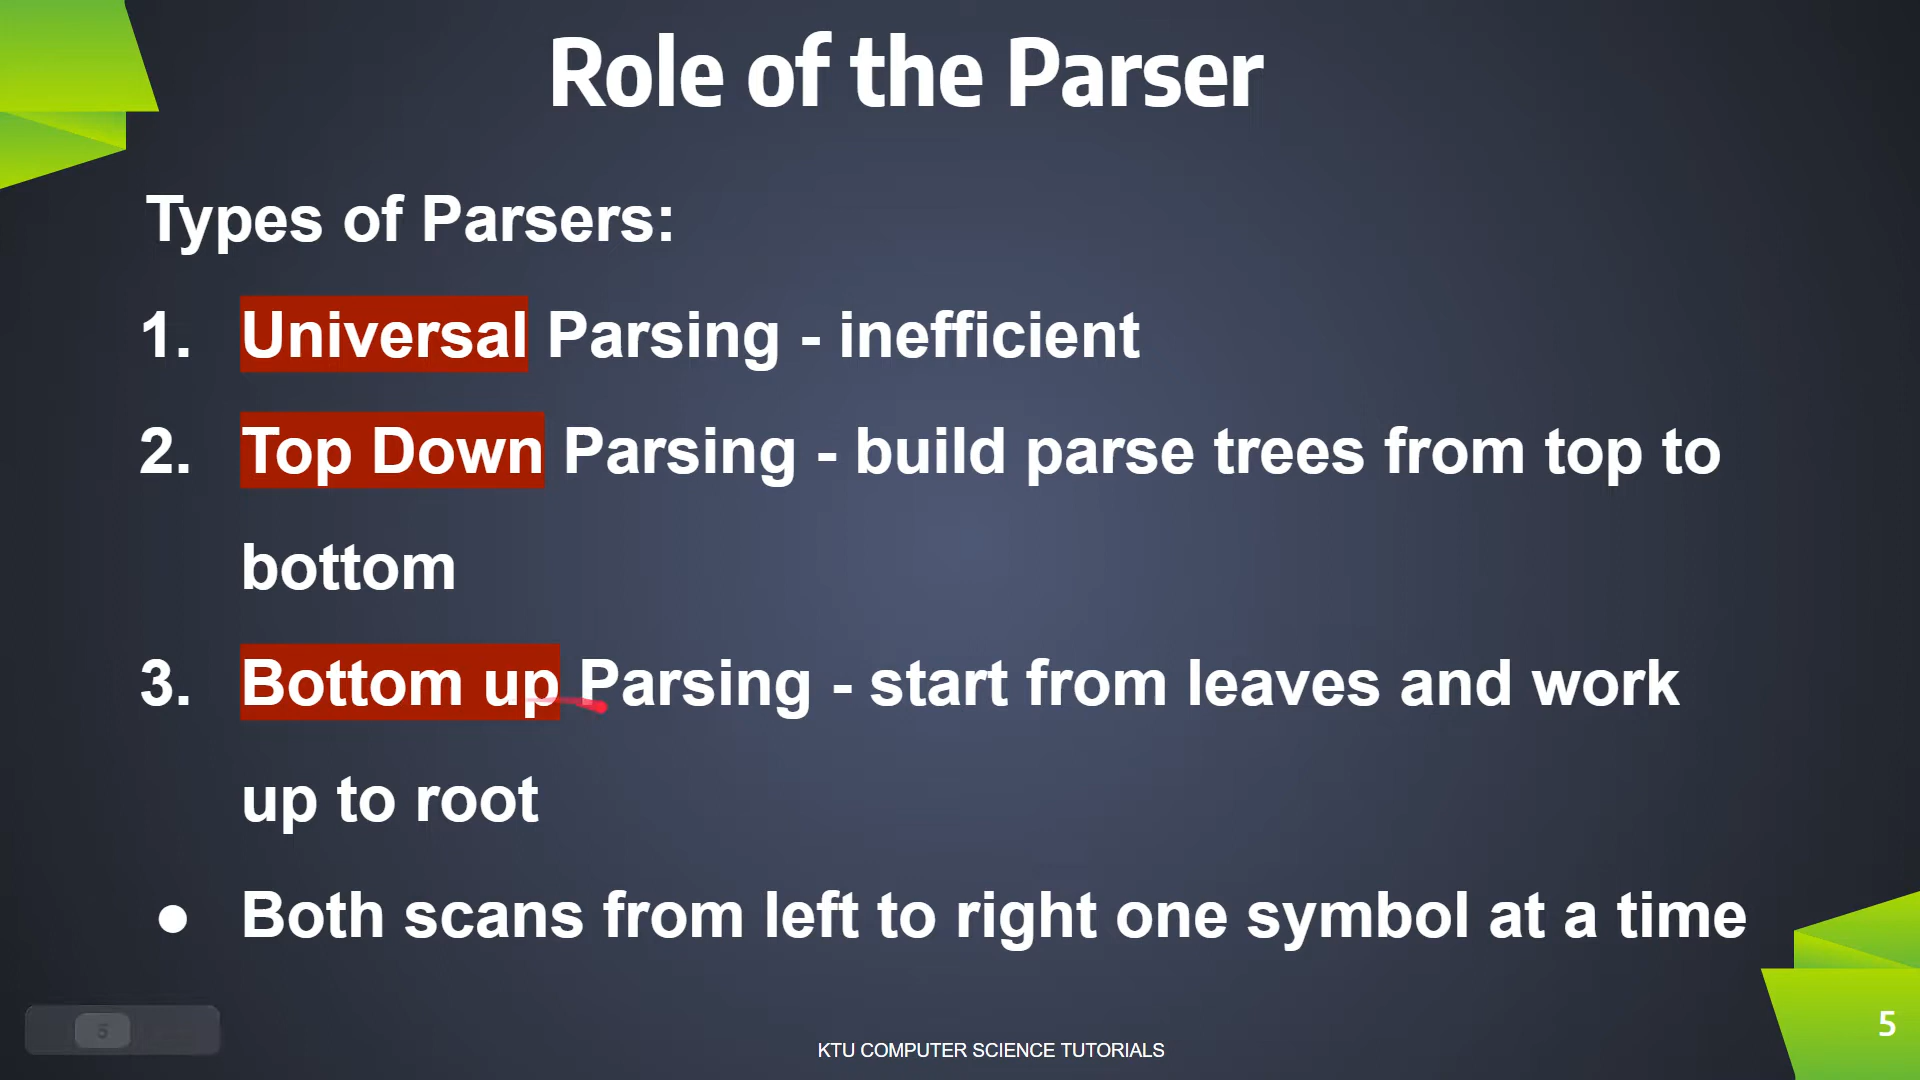 Role of the Parser
Types of Parsers:
1. Universal Parsing - inefficient
2. Top Down Parsing - build parse trees from top to
bottom
3. Bottom up Parsing - start from leaves and work
up to root
● Both scans from left to right one symbol at a time
5
5
KTU COMPUTER SCIENCE TUTORIALS